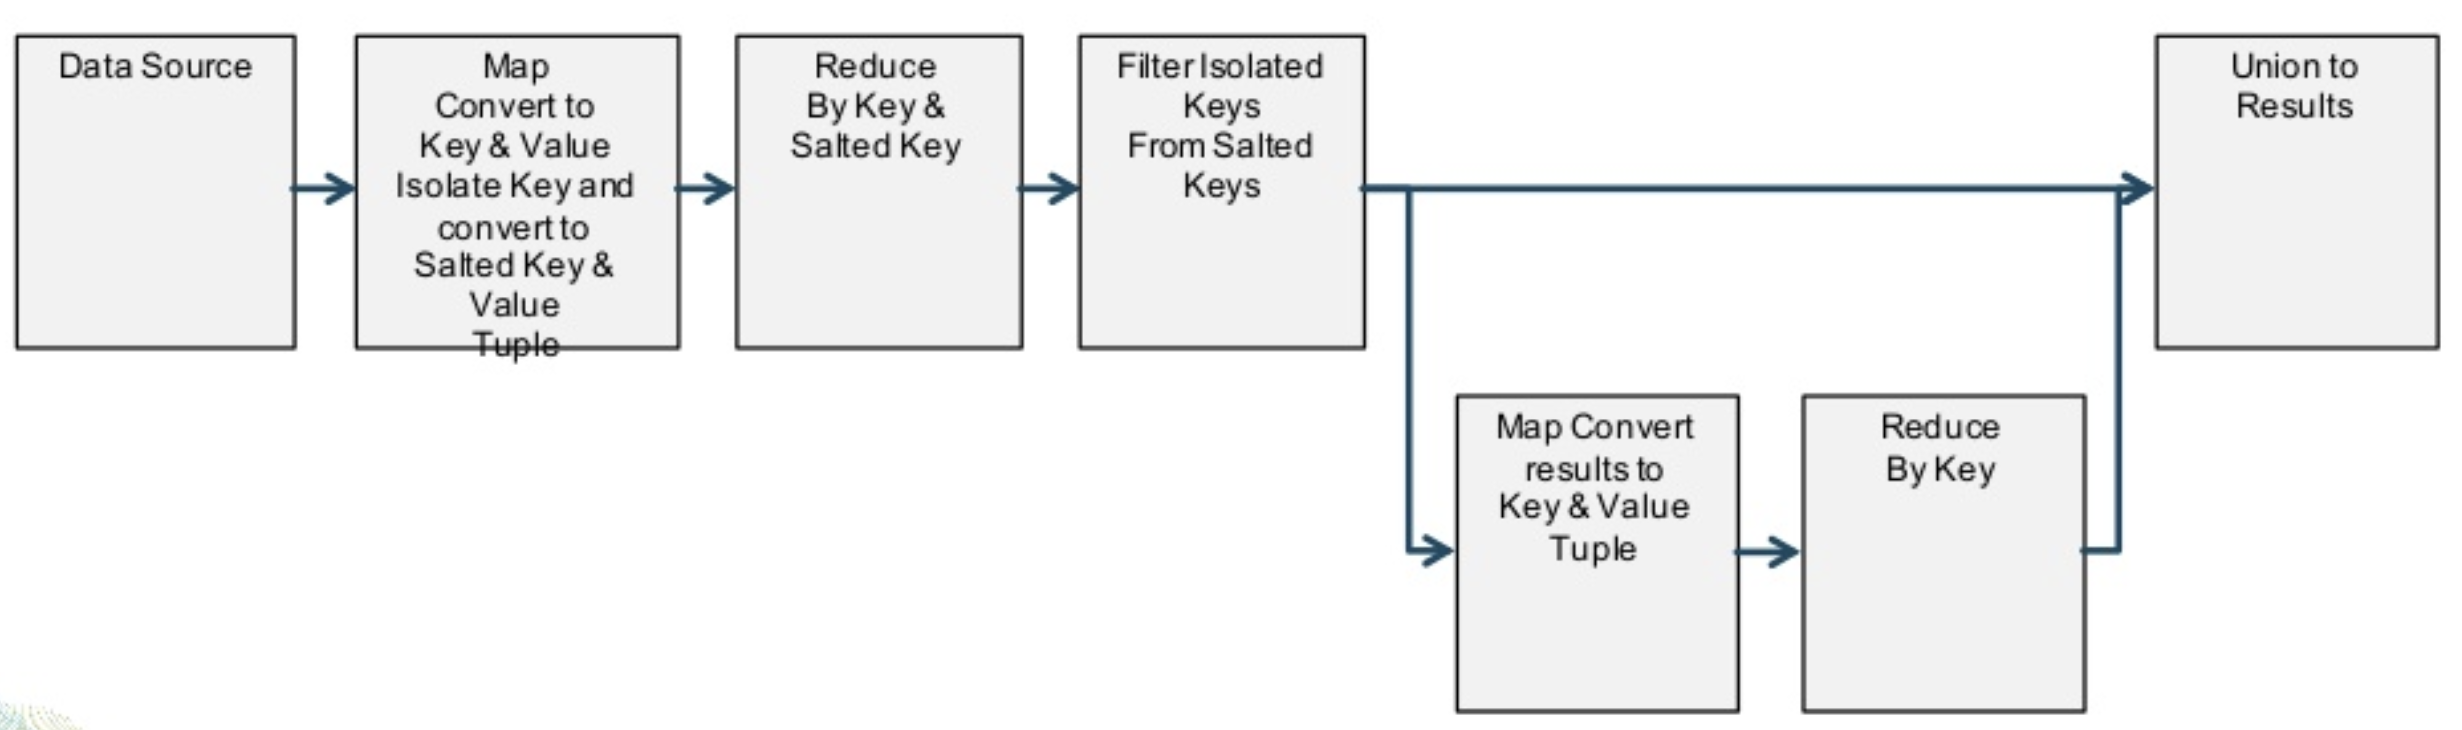 Data Source
Map
Convert to
Key & Value
Isolate Key and
convert to
Salted Key &
Value
Tuple
Reduce
By Key &
Salted Key
Filter Isolated
Keys
From Salted
Keys
Union to
Results
Map Convert
results to
Key & Value
Tuple
Reduce
By Key